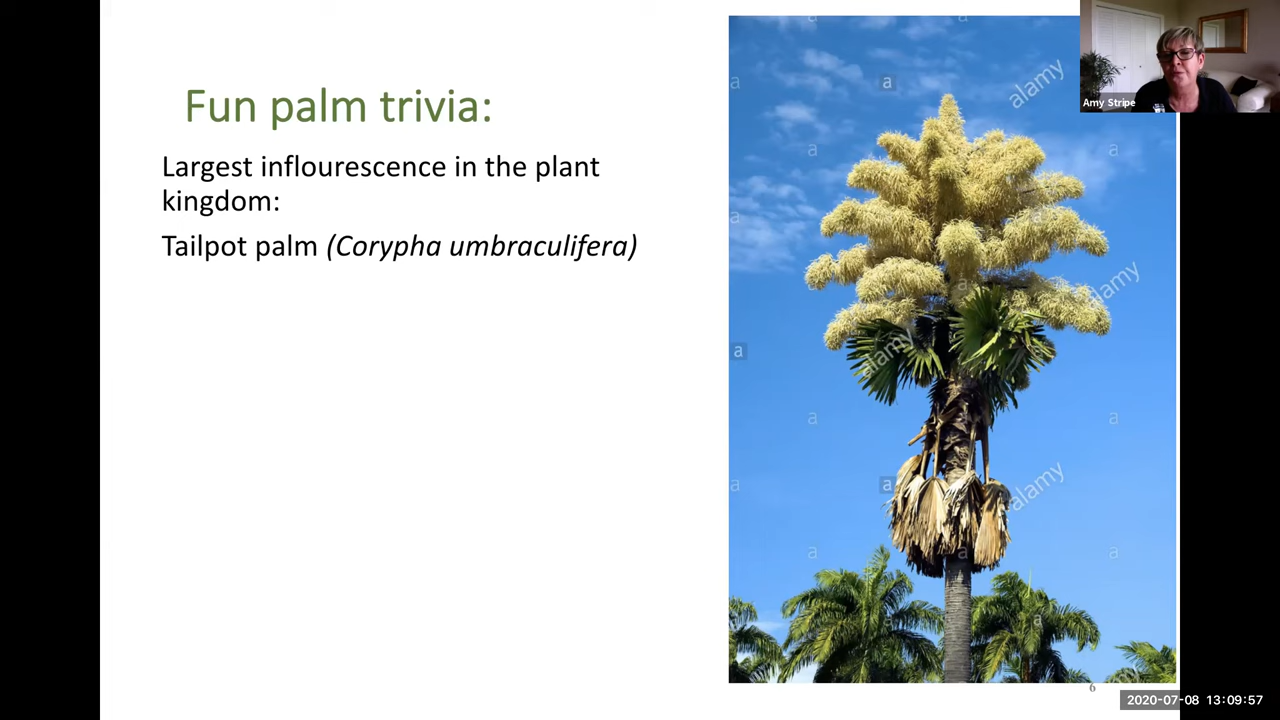 Fun palm trivia:
Largest inflourescence in the plant
kingdom:
Tailpot palm (Corypha umbraculifera)
a
a
alamy
a
a
a
a
alamy
a
alamy
a
a
a
a
a
alamy
a
a
a
a
Amy Stripe
6
2020-07-08 13:09:57